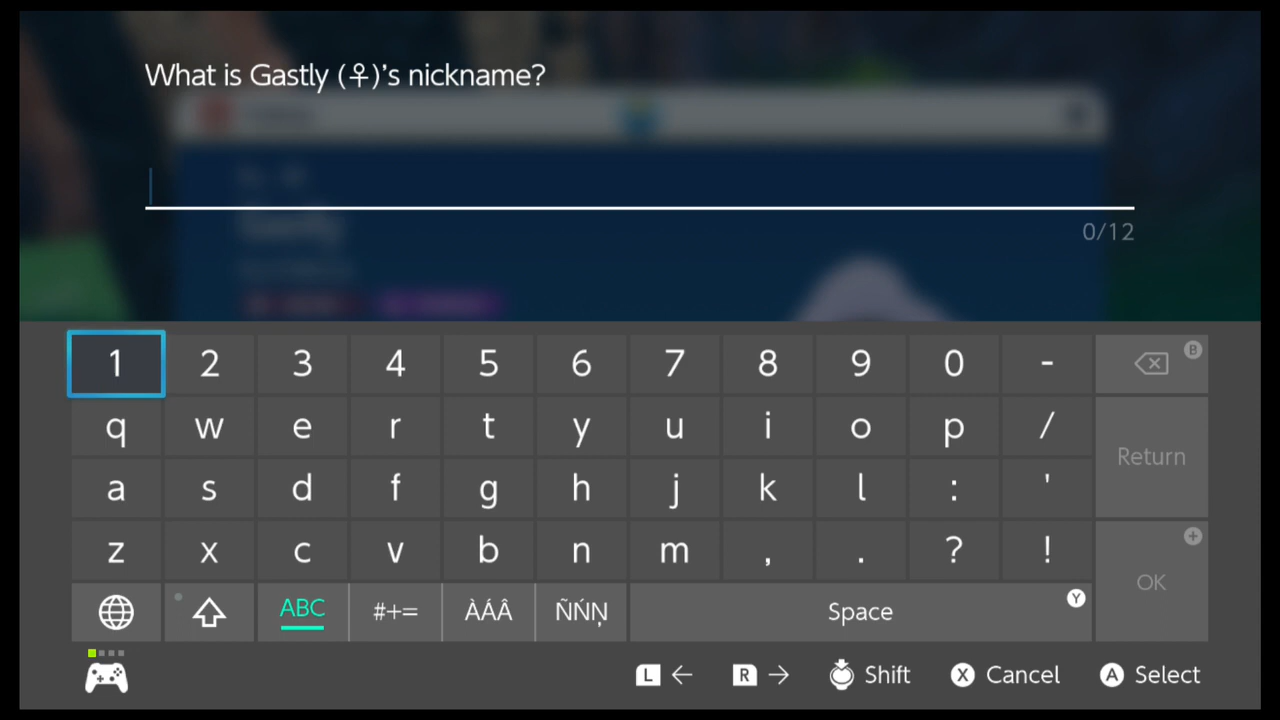 What is Gastly (♀)'s nickname?
0/12
1 2 3 4 5 6 7 8 9 0 - B
q w e r t y u i o p /
Return
a s d f g h j k l : '
z x c v b n m , . ? ! +
OK
ABC #+= ÀÁÂ ÑŃŅ Space Y
L ← R → Shift X Cancel A Select